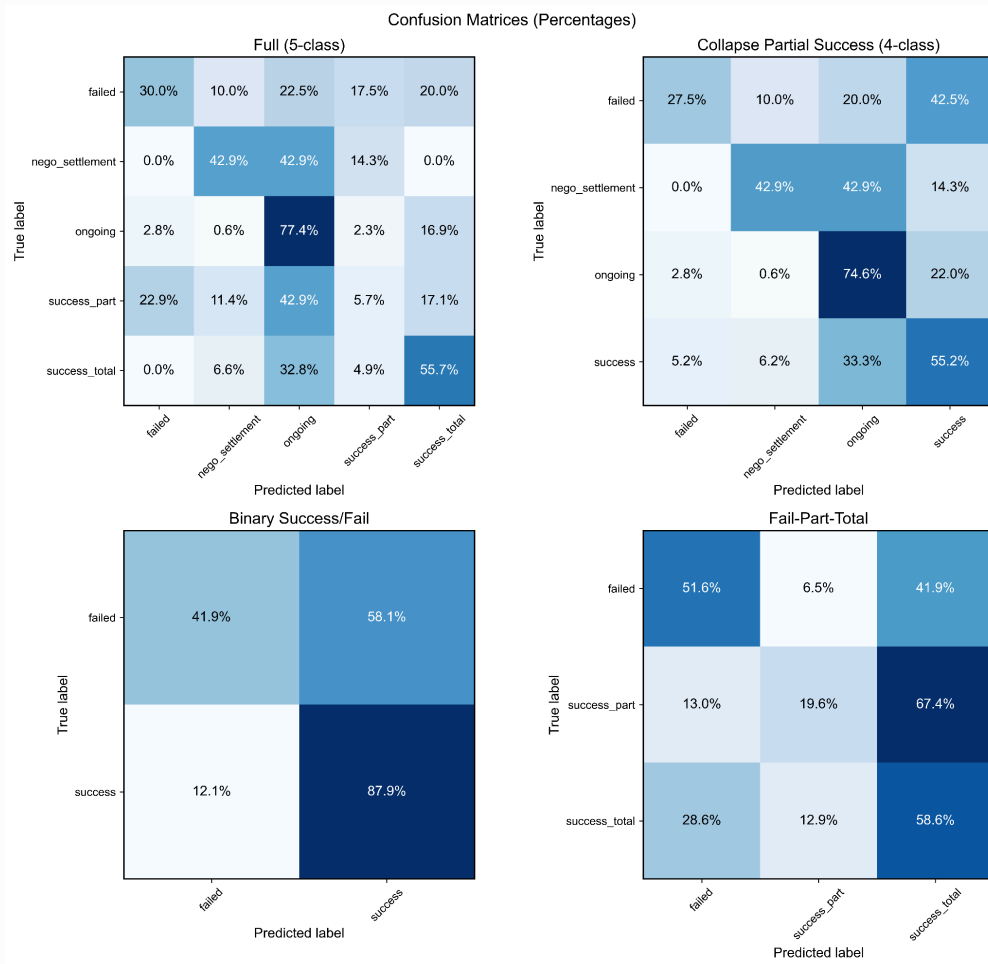 Confusion Matrices (Percentages)
Full (5-class)
failed 30.0% 10.0% 22.5% 17.5% 20.0%
nego_settlement 0.0% 42.9% 42.9% 14.3% 0.0%
ongoing 2.8% 0.6% 77.4% 2.3% 16.9%
success_part 22.9% 11.4% 42.9% 5.7% 17.1%
success_total 0.0% 6.6% 32.8% 4.9% 55.7%
True label
failed nego_settlement ongoing success_part success_total
Predicted label
Collapse Partial Success (4-class)
failed 27.5% 10.0% 20.0% 42.5%
nego_settlement 0.0% 42.9% 42.9% 14.3%
ongoing 2.8% 0.6% 74.6% 22.0%
success 5.2% 6.2% 33.3% 55.2%
True label
failed nego_settlement ongoing success
Predicted label
Binary Success/Fail
failed 41.9% 58.1%
success 12.1% 87.9%
True label
failed success
Predicted label
Fail-Part-Total
failed 51.6% 6.5% 41.9%
success_part 13.0% 19.6% 67.4%
success_total 28.6% 12.9% 58.6%
True label
failed success_part success_total
Predicted label